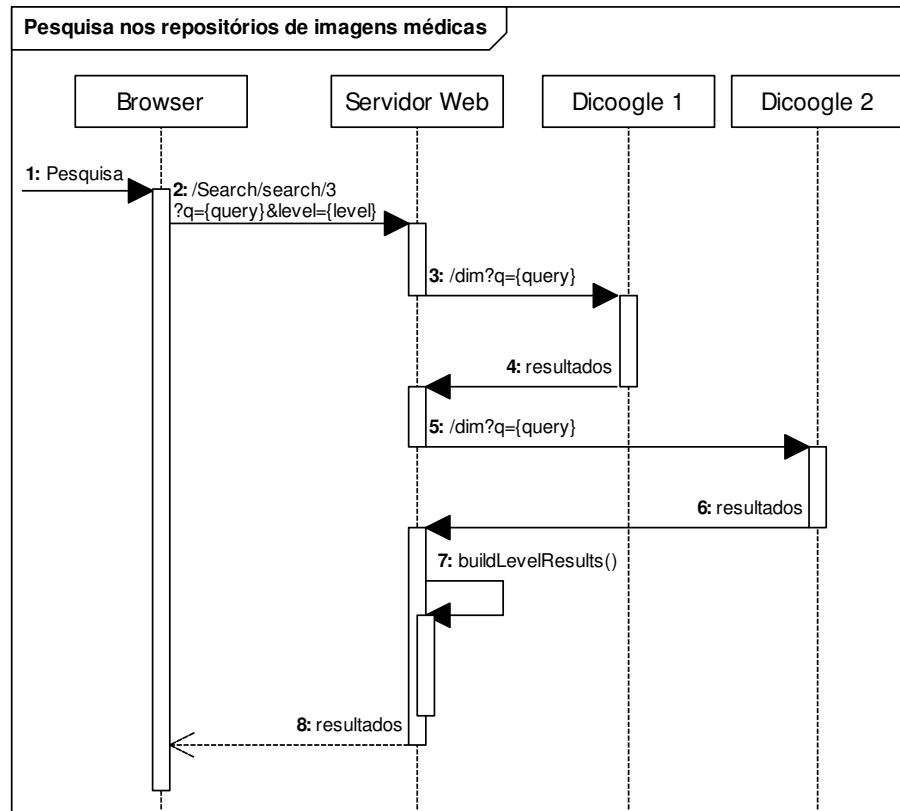 Pesquisa nos repositórios de imagens médicas
Browser
Servidor Web
Dicoogle 1
Dicoogle 2
1: Pesquisa
2: /Search/search/3
?q={query}&level={level}
3: /dim?q={query}
4: resultados
5: /dim?q={query}
6: resultados
7: buildLevelResults()
8: resultados